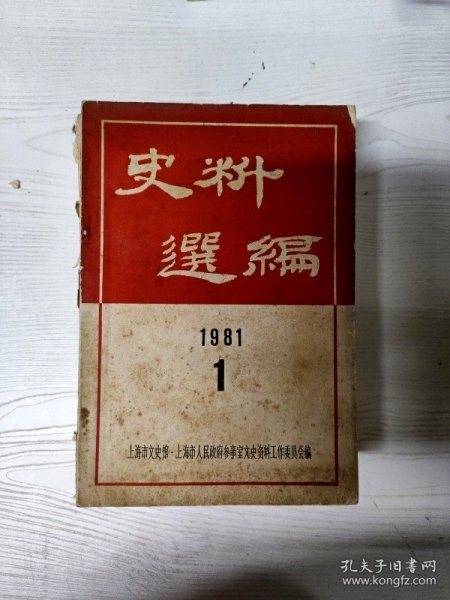 史料
選編
1981
1
上海市文史馆·上海市人民政府参事室文史资料工作委员会编
孔夫子旧书网
www.kongfz.com